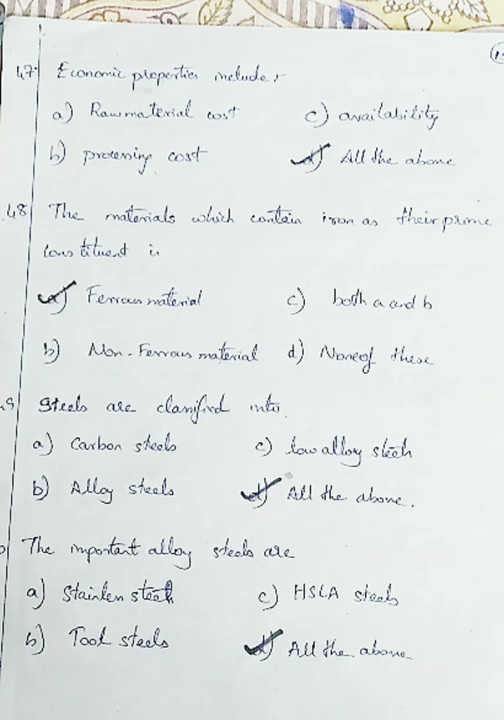 47. Economic properties include:-
a) Raw material cost c) availability
b) processing cost d) All the above
48 The materials which contain iron as their prime
constituent is
a) Ferrous material c) both a and b
b) Non-Ferrous material d) None of these
9 Steels are classified into
a) Carbon steels c) low alloy steels
b) Alloy steels d) All the above.
The important alloy steels are
a) Stainless steel c) HSLA steels
b) Tool steels d) All the above